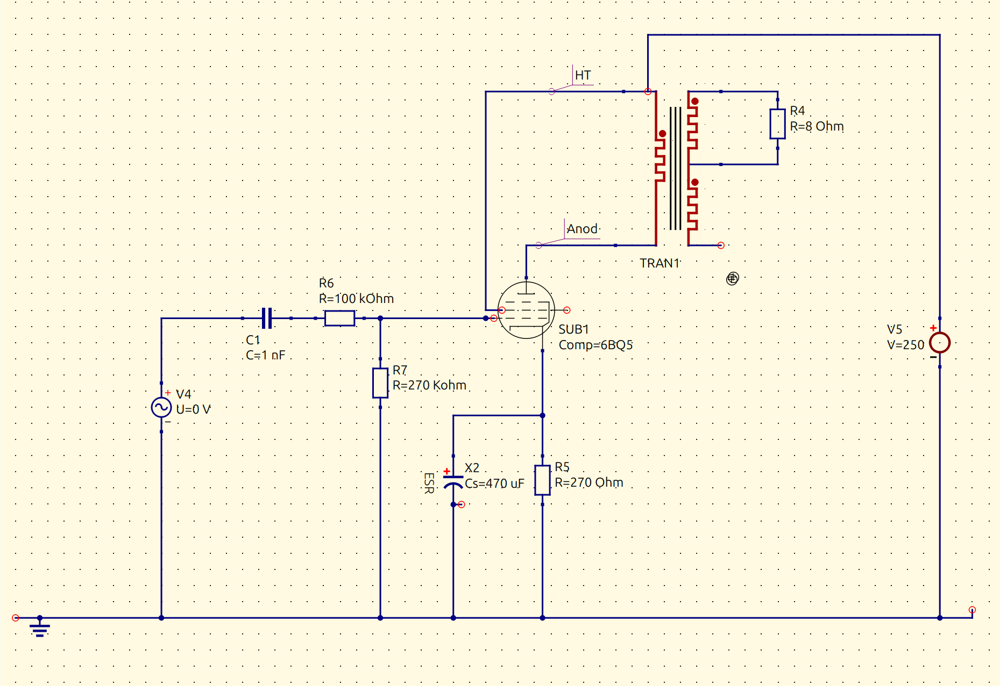 HT
R4
R=8 Ohm
Anod
TRAN1
R6
R=100 kOhm
SUB1
Comp=6BQ5
V5
V=250
C1
C=1 nF
R7
R=270 Kohm
V4
U=0 V
ESR
X2
Cs=470 uF
R5
R=270 Ohm